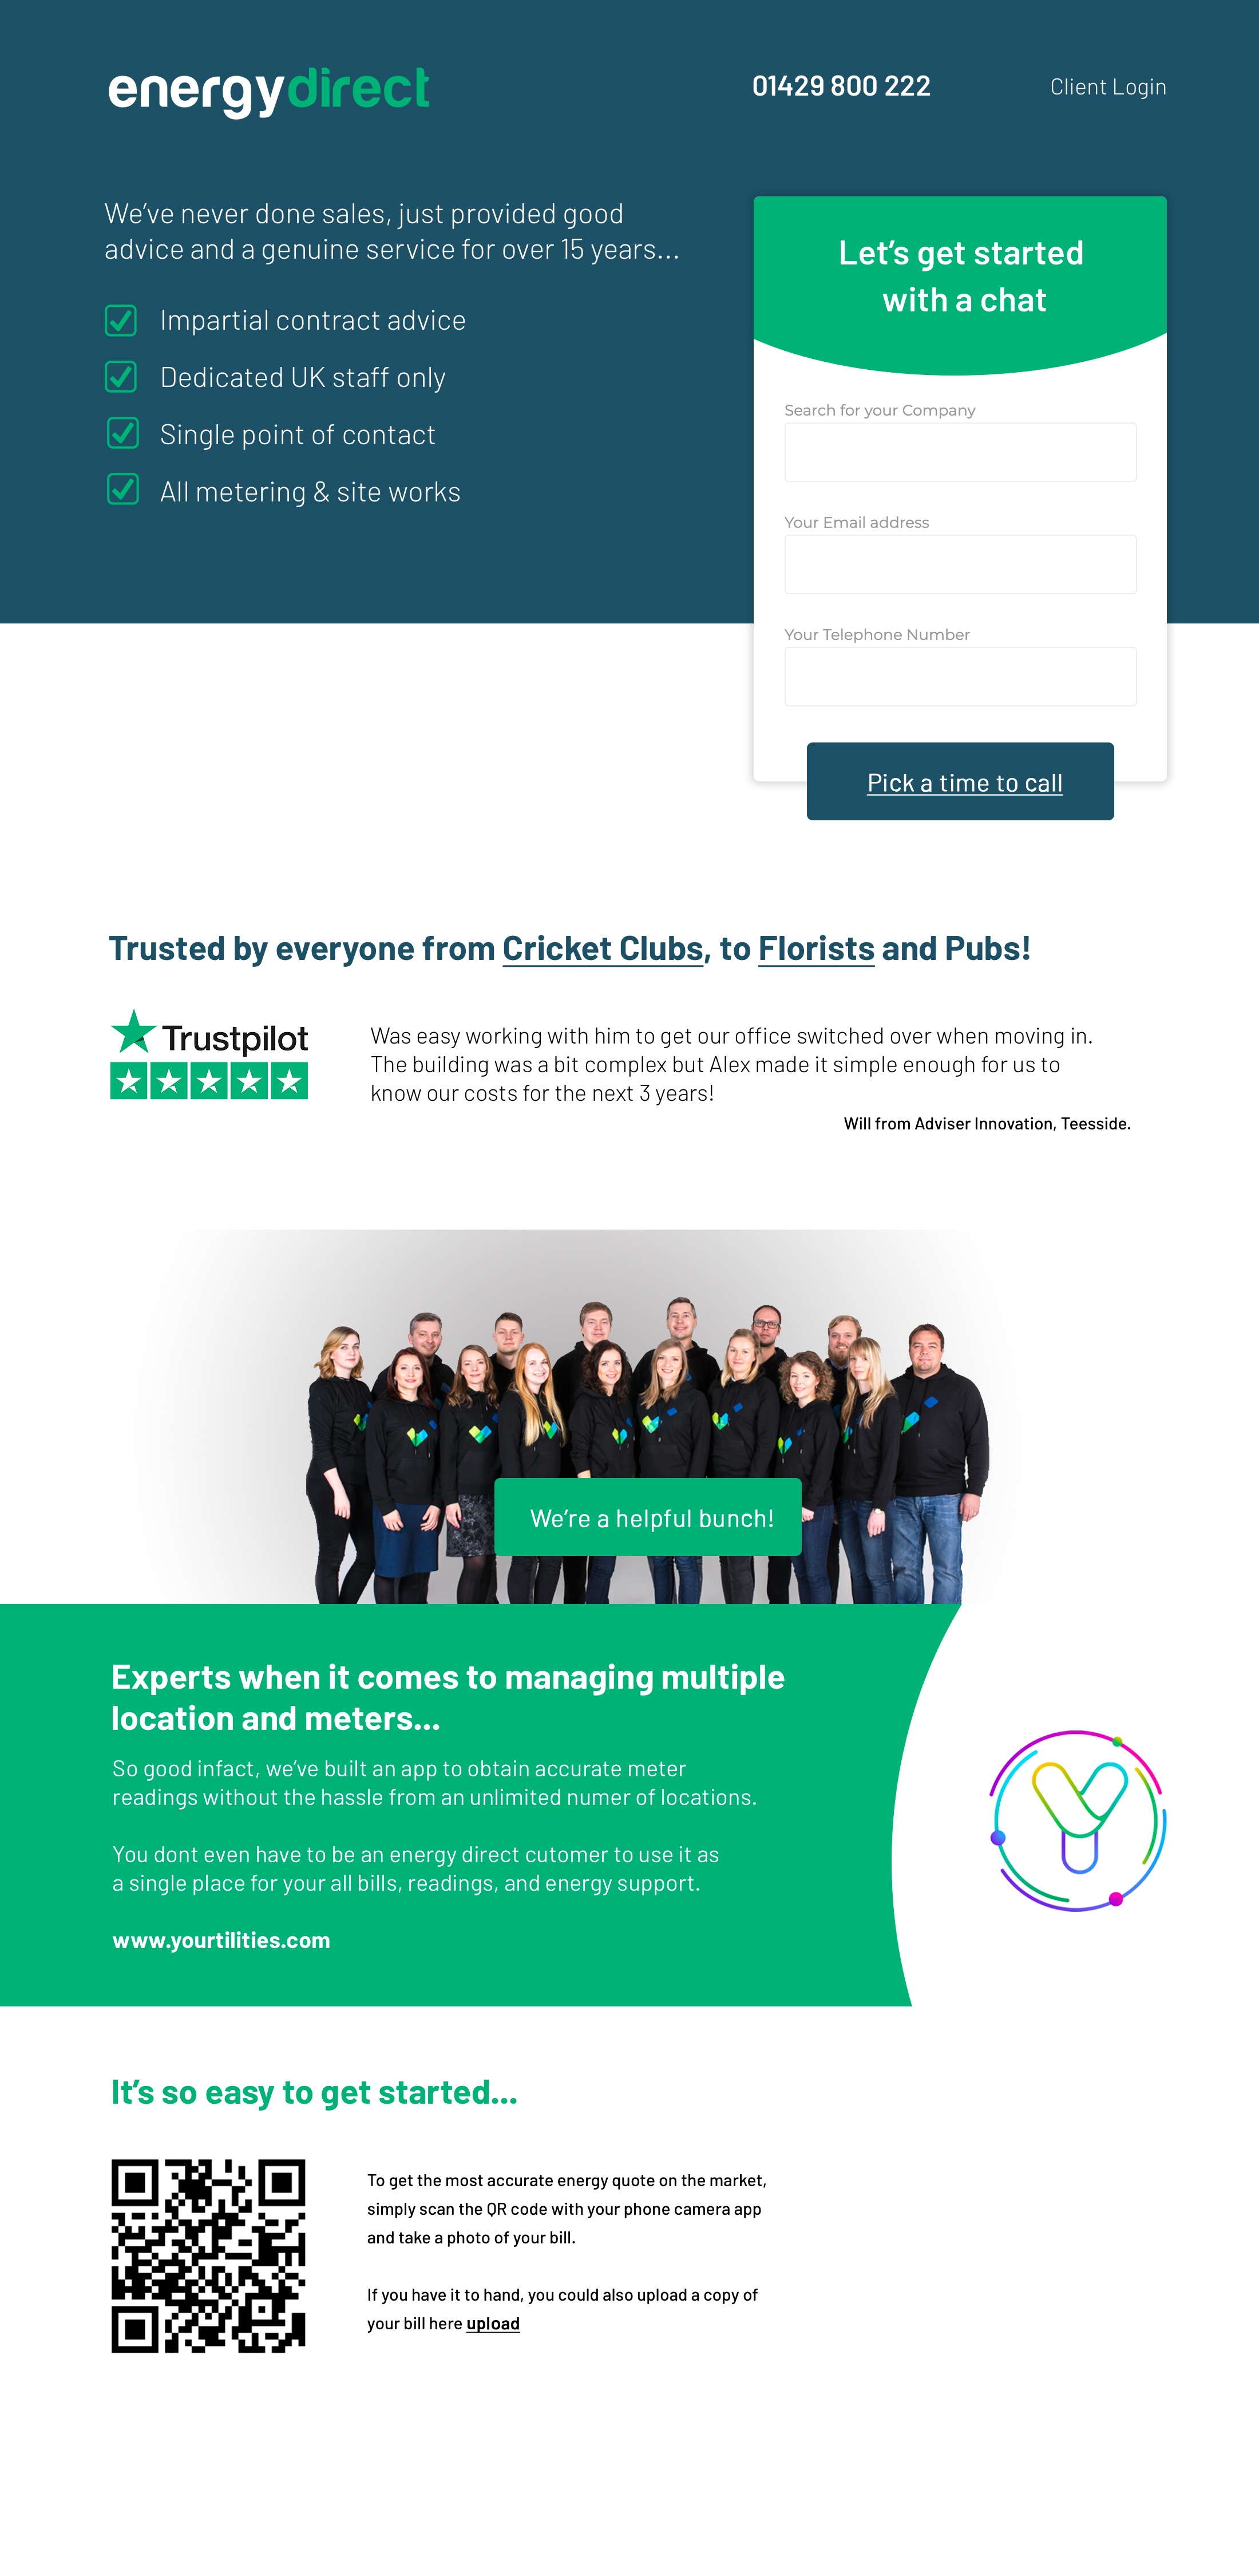 energydirect
01429 800 222
Client Login
We've never done sales, just provided good
advice and a genuine service for over 15 years...
Impartial contract advice
Dedicated UK staff only
Single point of contact
All metering & site works
Let's get started
with a chat
Search for your Company
Your Email address
Your Telephone Number
Pick a time to call
Trusted by everyone from Cricket Clubs, to Florists and Pubs!
Trustpilot
Was easy working with him to get our office switched over when moving in.
The building was a bit complex but Alex made it simple enough for us to
know our costs for the next 3 years!
Will from Adviser Innovation, Teesside.
We're a helpful bunch!
Experts when it comes to managing multiple
location and meters...
So good infact, we've built an app to obtain accurate meter
readings without the hassle from an unlimited numer of locations.
You dont even have to be an energy direct cutomer to use it as
a single place for your all bills, readings, and energy support.
www.yourtilities.com
It's so easy to get started...
To get the most accurate energy quote on the market,
simply scan the QR code with your phone camera app
and take a photo of your bill.
If you have it to hand, you could also upload a copy of
your bill here upload